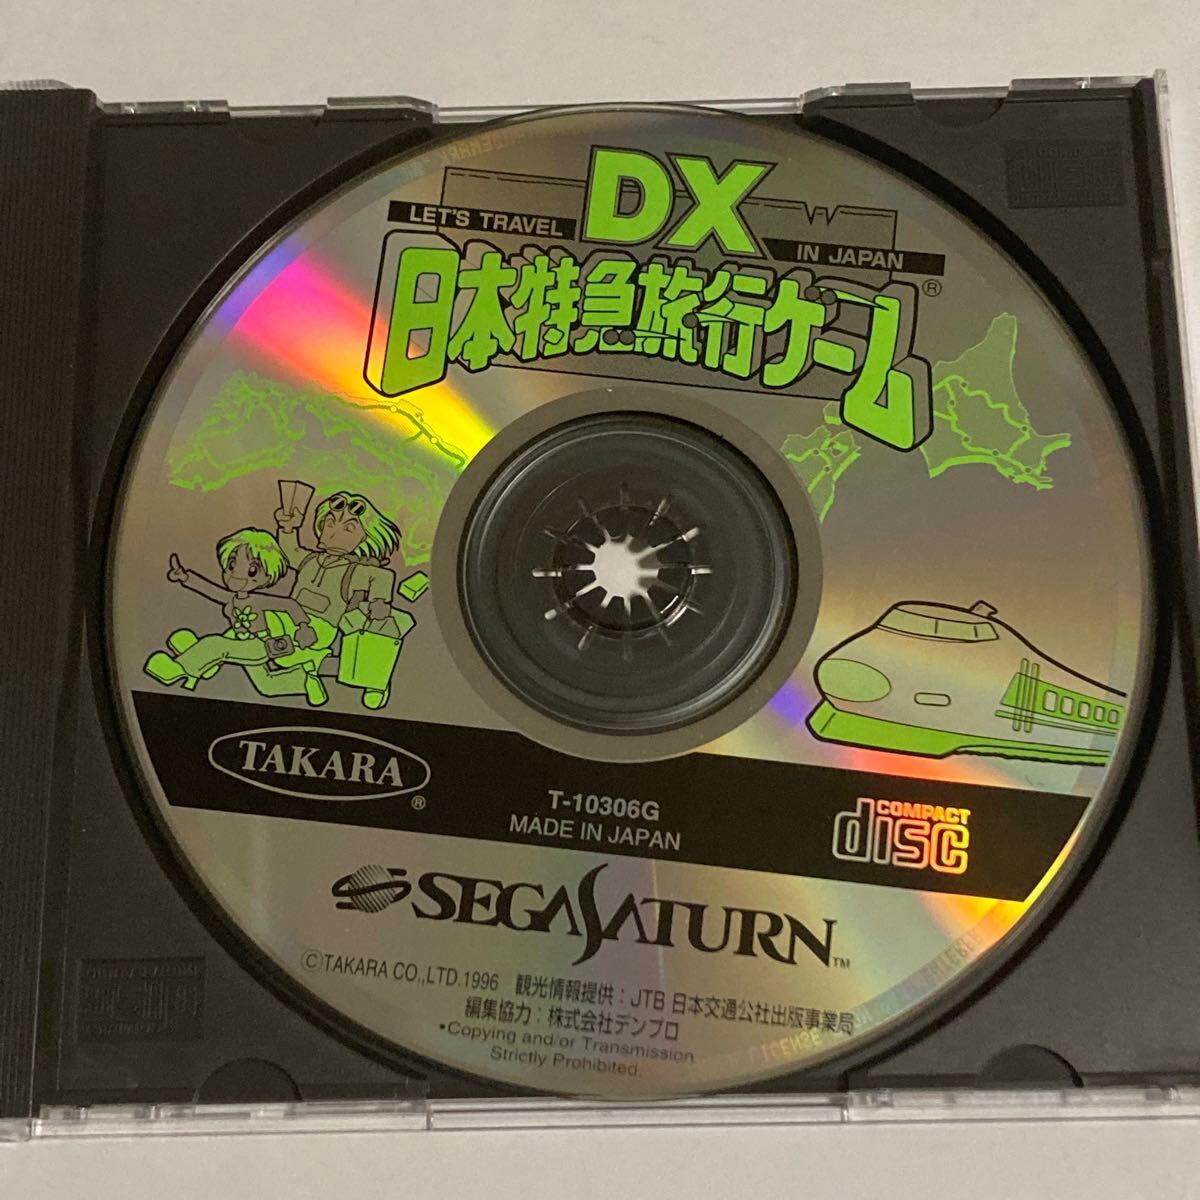 DX
LET'S TRAVEL
IN JAPAN
日本特急旅行ゲーム®
TAKARA®
T-10306G
MADE IN JAPAN
COMPACT
disc
SEGASATURN™
©TAKARA CO.,LTD.1996 観光情報提供：JTB 日本交通公社出版事業局
編集協力：株式会社デンプロ
•Copying and/or Transmission
Strictly Prohibited.